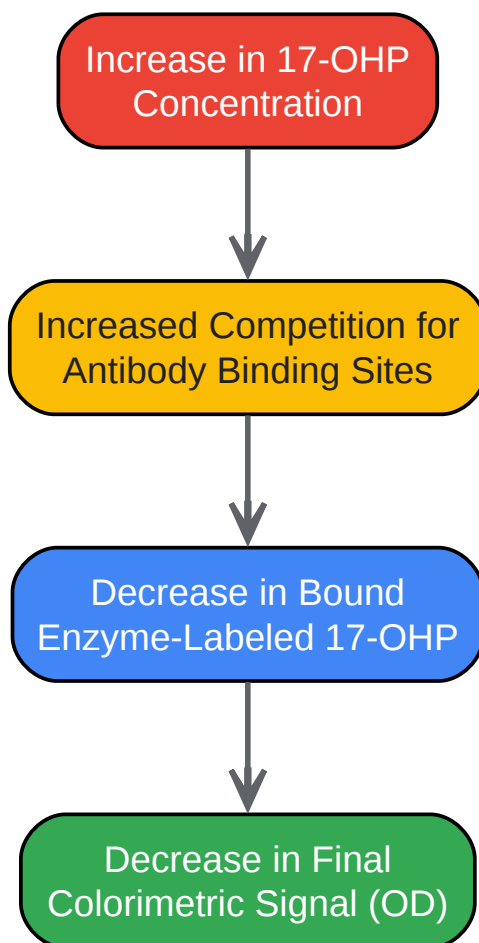 Increase in 17-OHP
Concentration
Increased Competition for
Antibody Binding Sites
Decrease in Bound
Enzyme-Labeled 17-OHP
Decrease in Final
Colorimetric Signal (OD)